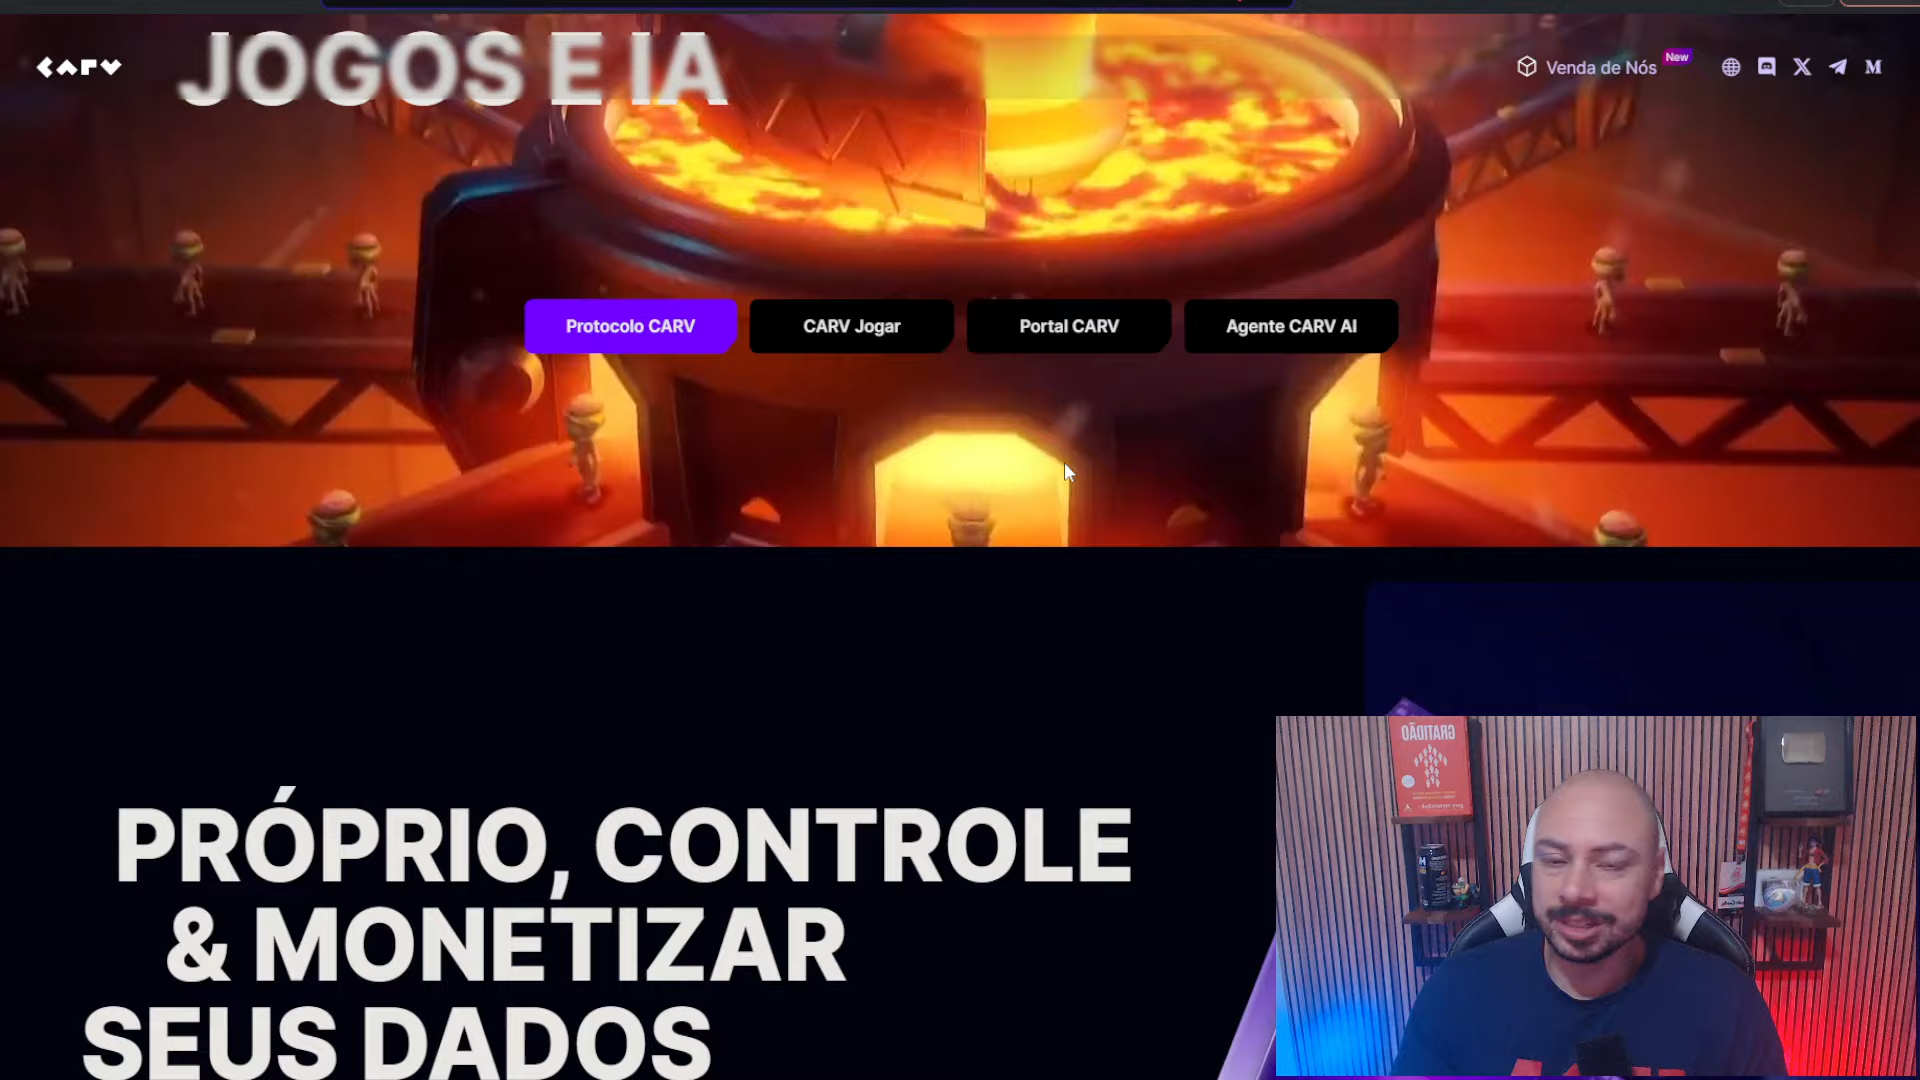 CARV
JOGOS E IA
Venda de Nós
New
Protocolo CARV
CARV Jogar
Portal CARV
Agente CARV AI
PRÓPRIO, CONTROLE
& MONETIZAR
SEUS DADOS
GRATIDÃO